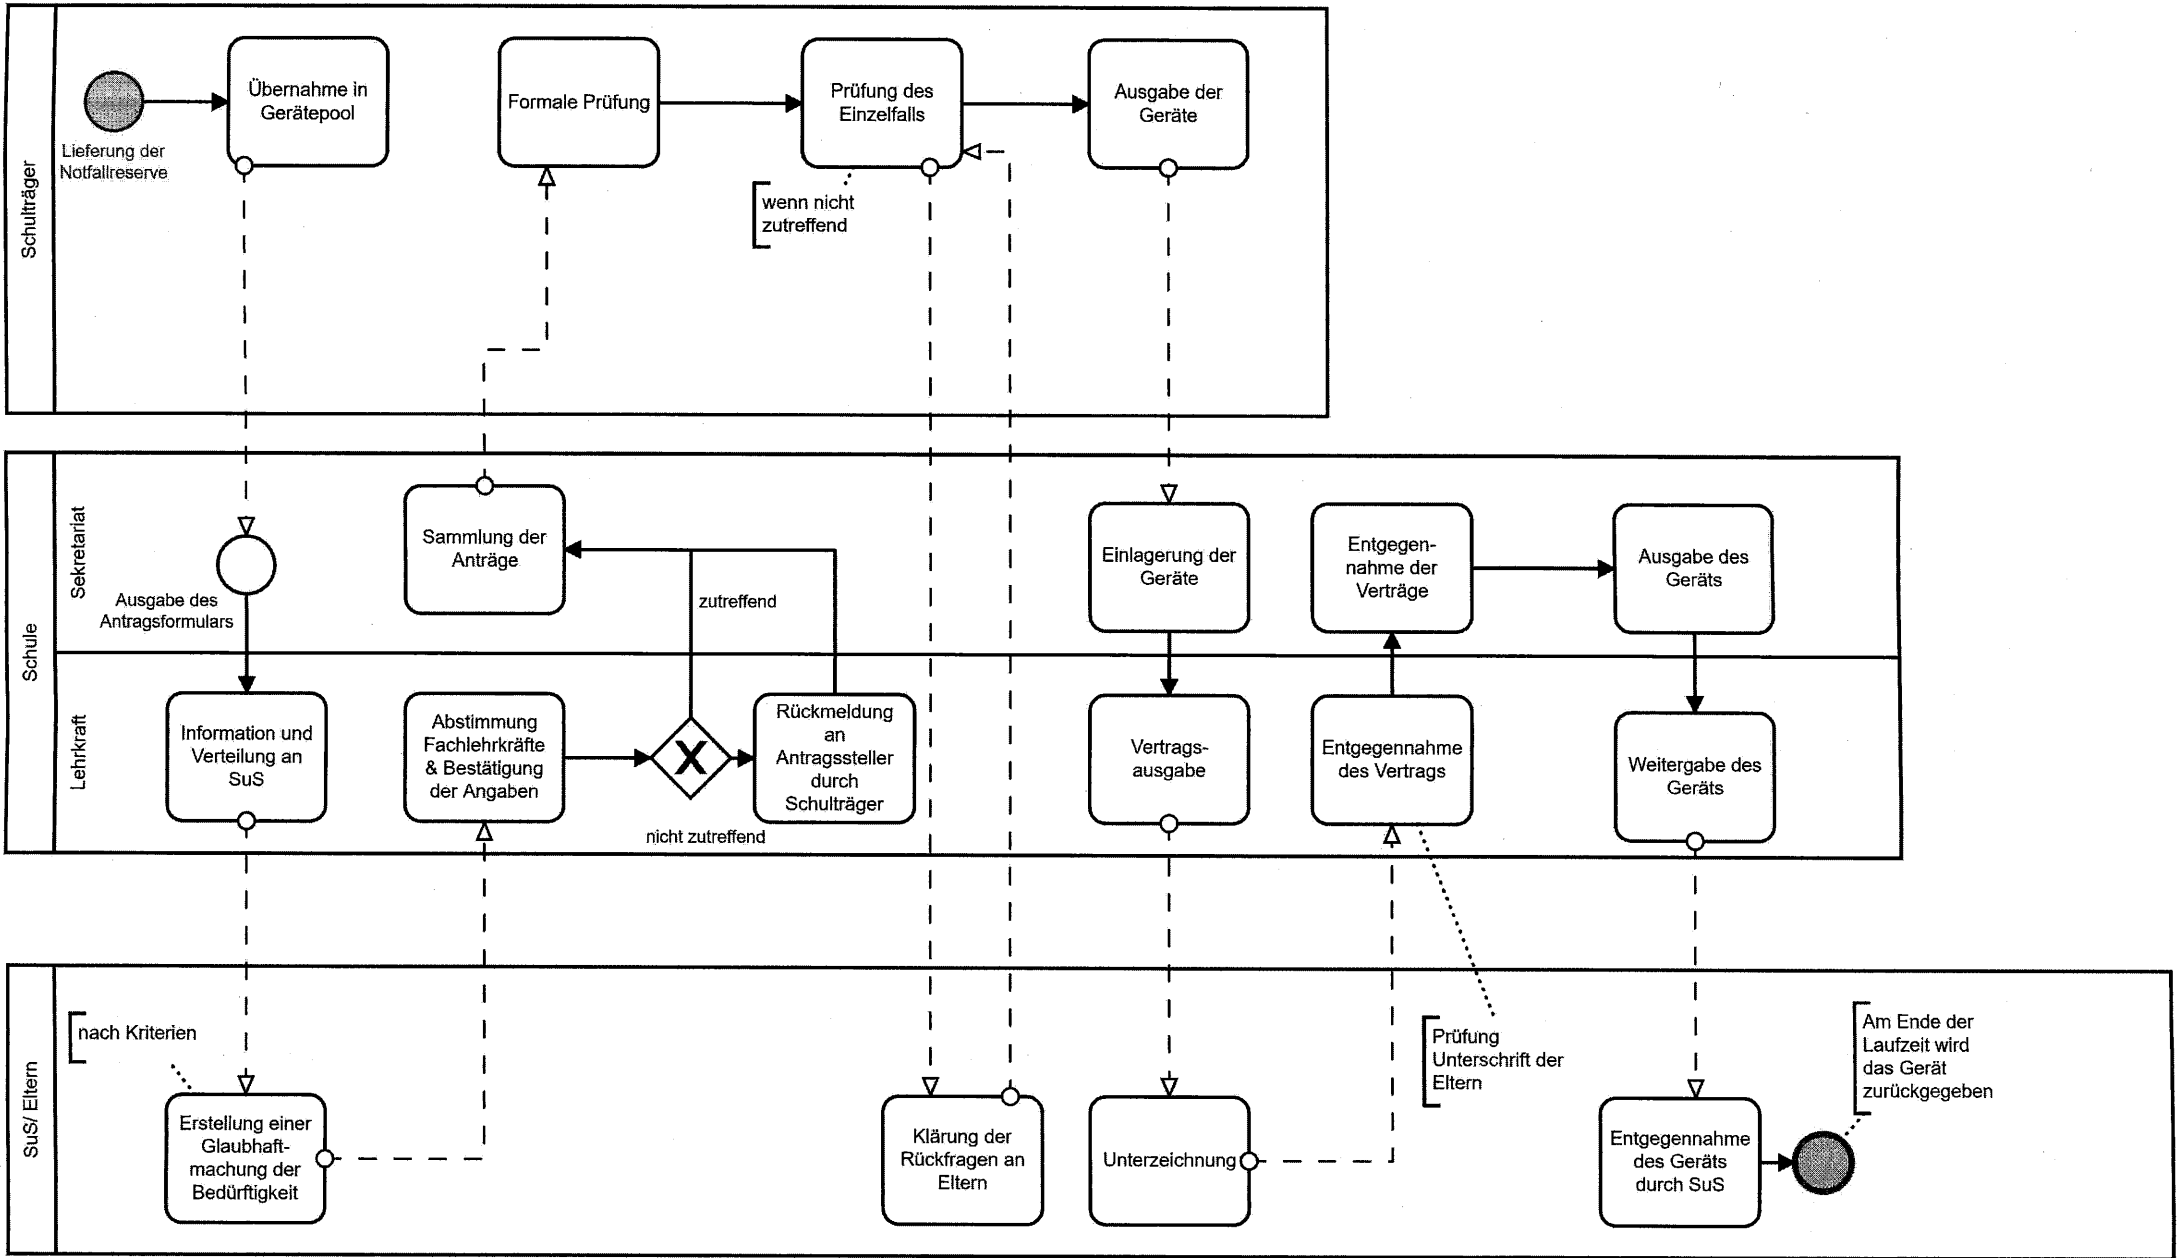 Schulträger
Lieferung der
Notfallreserve
Übernahme in
Gerätepool
Formale Prüfung
Prüfung des
Einzelfalls
wenn nicht
zutreffend
Ausgabe der
Geräte
Schule
Sekretariat
Ausgabe des
Antragsformulars
Sammlung der
Anträge
zutreffend
Einlagerung der
Geräte
Entgegen-
nahme der
Verträge
Ausgabe des
Geräts
Lehrkraft
Information und
Verteilung an
SuS
Abstimmung
Fachlehrkräfte
& Bestätigung
der Angaben
X
nicht zutreffend
Rückmeldung
an
Antragssteller
durch
Schulträger
Vertrags-
ausgabe
Entgegennahme
des Vertrags
Weitergabe des
Geräts
SuS/ Eltern
nach Kriterien
Erstellung einer
Glaubhaft-
machung der
Bedürftigkeit
Klärung der
Rückfragen an
Eltern
Unterzeichnung
Prüfung
Unterschrift der
Eltern
Entgegennahme
des Geräts
durch SuS
Am Ende der
Laufzeit wird
das Gerät
zurückgegeben